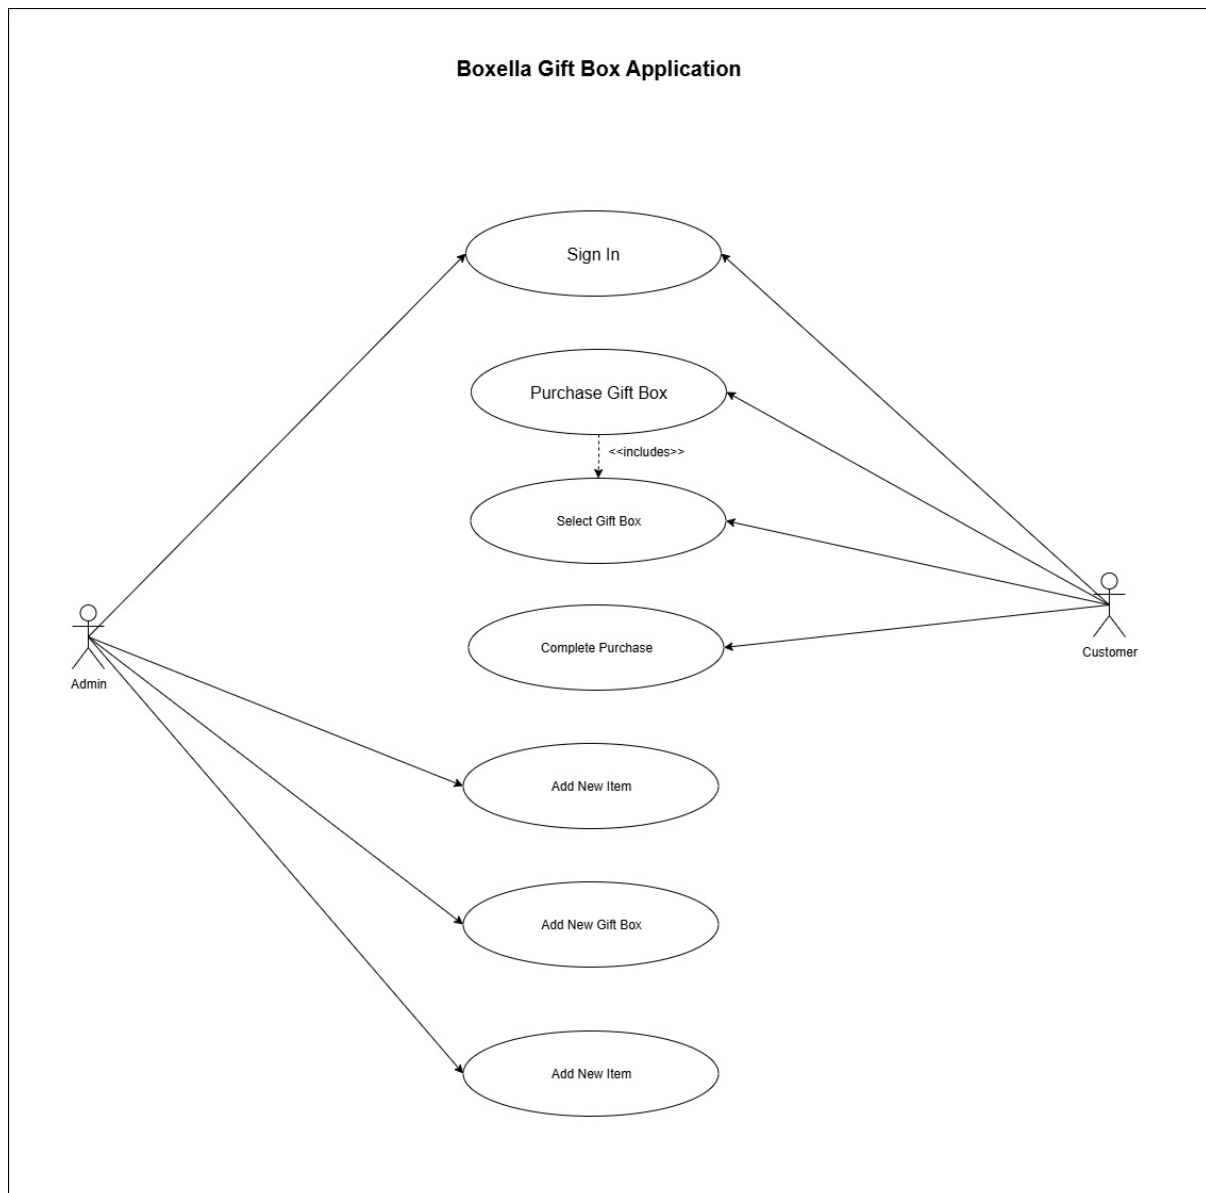 Boxella Gift Box Application
Sign In
Purchase Gift Box
<<includes>>
Select Gift Box
Complete Purchase
Customer
Admin
Add New Item
Add New Gift Box
Add New Item